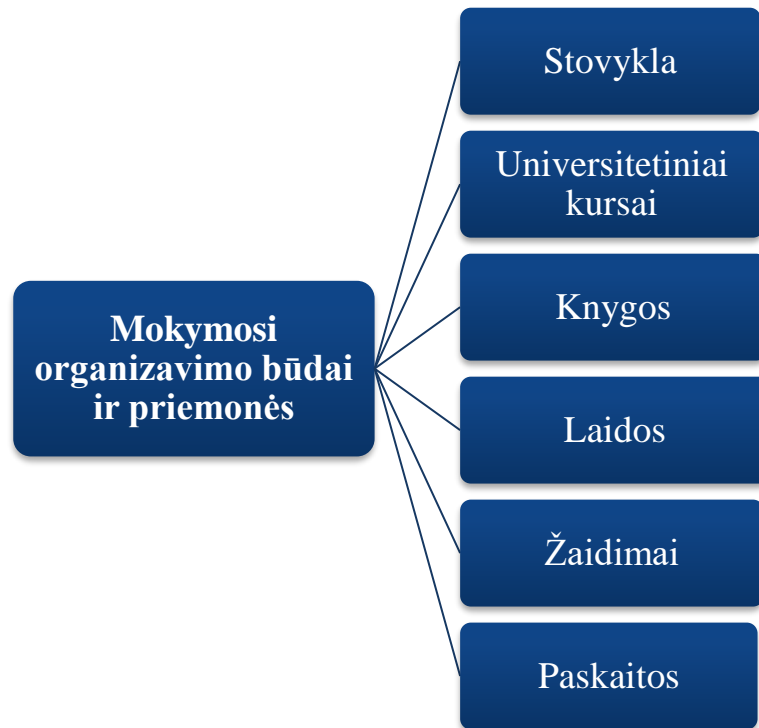 Mokymosi
organizavimo būdai
ir priemonės
Stovykla
Universitetiniai
kursai
Knygos
Laidos
Žaidimai
Paskaitos